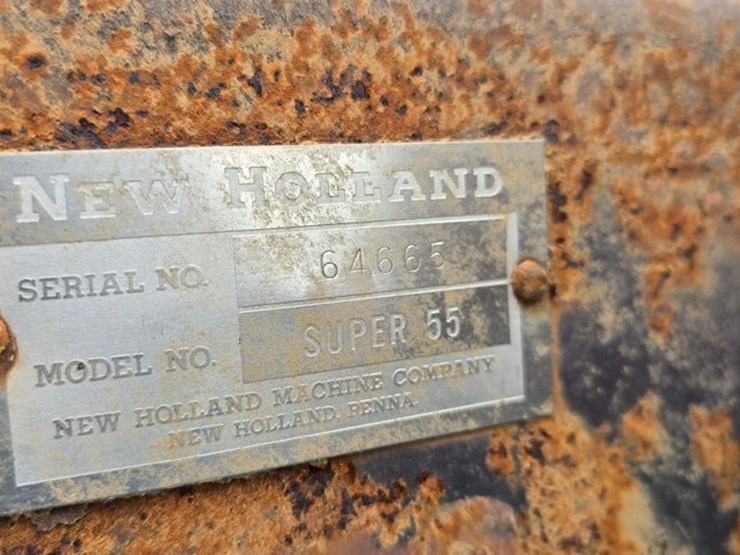 NEW HOLLAND
SERIAL NO. 64665
MODEL NO. SUPER 55
NEW HOLLAND MACHINE COMPANY
NEW HOLLAND, PENNA.